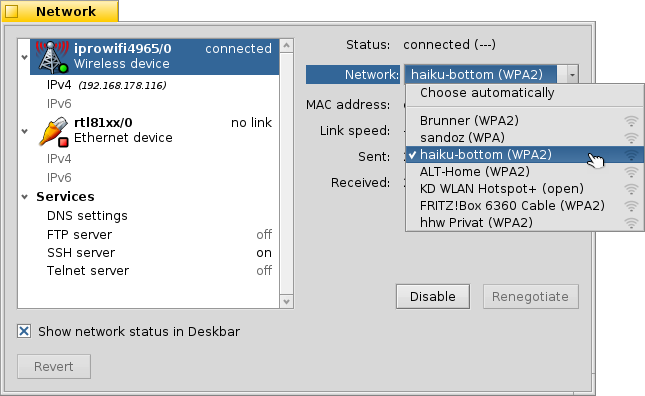 Network
iprowifi4965/0 connected
Wireless device
IPv4 (192.168.178.116)
IPv6
rtl81xx/0 no link
Ethernet device
IPv4
IPv6
Services
DNS settings
FTP server off
SSH server on
Telnet server off
Show network status in Deskbar
Revert
Status: connected (---)
Network: haiku-bottom (WPA2)
MAC address:
Link speed:
Sent:
Received:
Choose automatically
Brunner (WPA2)
sandoz (WPA)
haiku-bottom (WPA2)
ALT-Home (WPA2)
KD WLAN Hotspot+ (open)
FRITZ!Box 6360 Cable (WPA2)
hhw Privat (WPA2)
Disable
Renegotiate